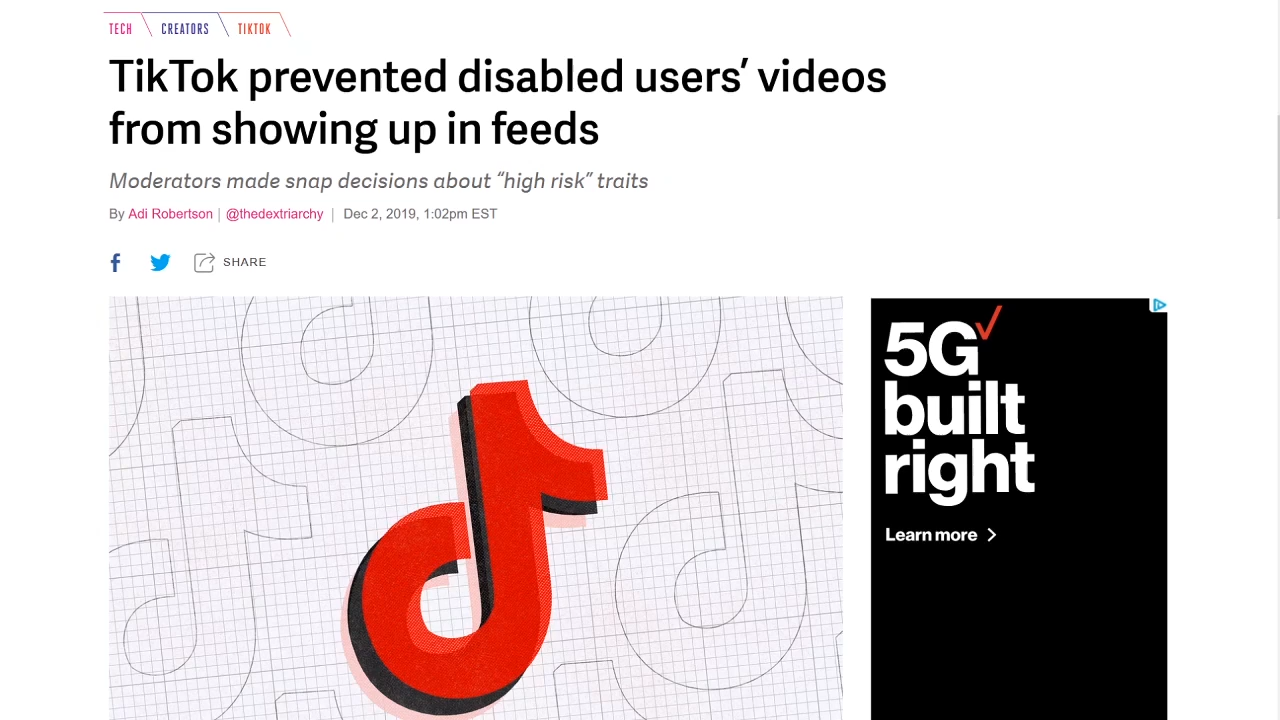 TECH CREATORS TIKTOK
TikTok prevented disabled users’ videos
from showing up in feeds
Moderators made snap decisions about “high risk” traits
By Adi Robertson | @thedextriarchy | Dec 2, 2019, 1:02pm EST
SHARE
5G
built
right
Learn more